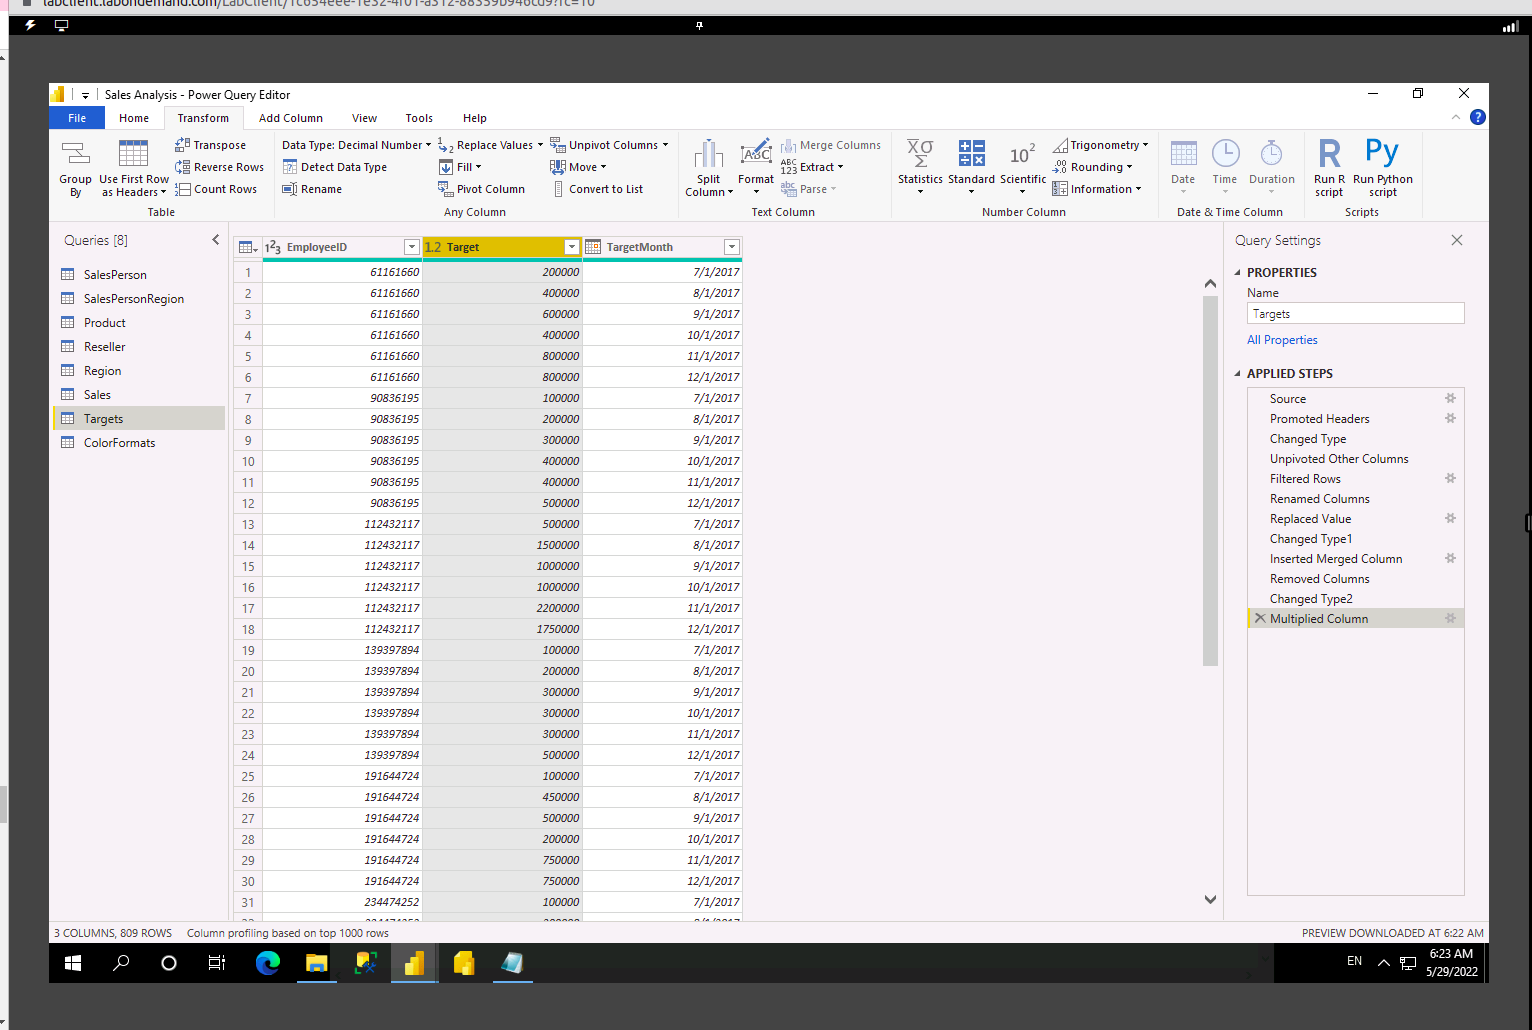 Sales Analysis - Power Query Editor
File Home Transform Add Column View Tools Help
Group By
Use First Row as Headers
Transpose
Reverse Rows
Count Rows
Table
Data Type: Decimal Number
Detect Data Type
Rename
Replace Values
Fill
Pivot Column
Unpivot Columns
Move
Convert to List
Any Column
Split Column
Format
Merge Columns
Extract
Parse
Text Column
Statistics
Standard
Scientific
Trigonometry
Rounding
Information
Number Column
Date
Time
Duration
Date & Time Column
Run R script
Run Python script
Scripts
Queries [8]
SalesPerson
SalesPersonRegion
Product
Reseller
Region
Sales
Targets
ColorFormats
EmployeeID 1.2 Target TargetMonth
1 61161660 200000 7/1/2017
2 61161660 400000 8/1/2017
3 61161660 600000 9/1/2017
4 61161660 400000 10/1/2017
5 61161660 800000 11/1/2017
6 61161660 800000 12/1/2017
7 90836195 100000 7/1/2017
8 90836195 200000 8/1/2017
9 90836195 300000 9/1/2017
10 90836195 400000 10/1/2017
11 90836195 400000 11/1/2017
12 90836195 500000 12/1/2017
13 112432117 500000 7/1/2017
14 112432117 1500000 8/1/2017
15 112432117 1000000 9/1/2017
16 112432117 1000000 10/1/2017
17 112432117 2200000 11/1/2017
18 112432117 1750000 12/1/2017
19 139397894 100000 7/1/2017
20 139397894 200000 8/1/2017
21 139397894 300000 9/1/2017
22 139397894 300000 10/1/2017
23 139397894 300000 11/1/2017
24 139397894 500000 12/1/2017
25 191644724 100000 7/1/2017
26 191644724 450000 8/1/2017
27 191644724 500000 9/1/2017
28 191644724 200000 10/1/2017
29 191644724 750000 11/1/2017
30 191644724 750000 12/1/2017
31 234474252 100000 7/1/2017
Query Settings
PROPERTIES
Name
Targets
All Properties
APPLIED STEPS
Source
Promoted Headers
Changed Type
Unpivoted Other Columns
Filtered Rows
Renamed Columns
Replaced Value
Changed Type1
Inserted Merged Column
Removed Columns
Changed Type2
Multiplied Column
3 COLUMNS, 809 ROWS Column profiling based on top 1000 rows
PREVIEW DOWNLOADED AT 6:22 AM
EN
6:23 AM
5/29/2022